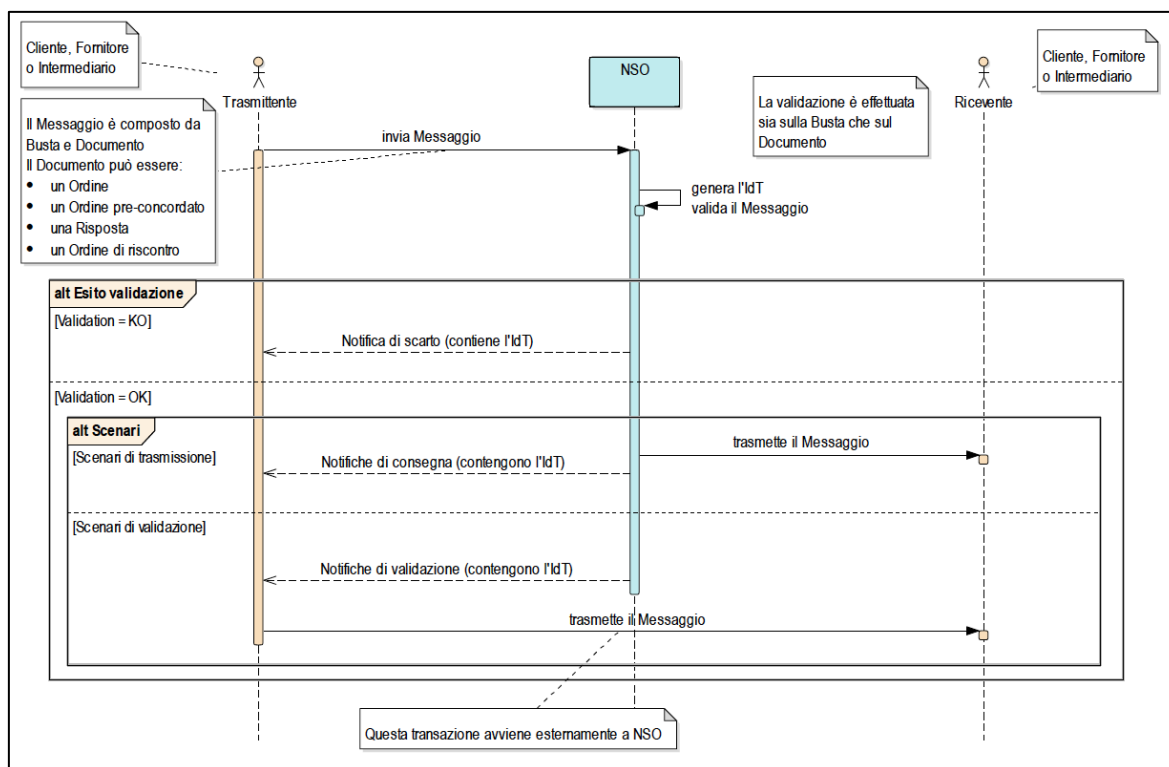 Cliente, Fornitore
o Intermediario
NSO
Cliente, Fornitore
o Intermediario
Trasmittente
Ricevente
La validazione è effettuata
sia sulla Busta che sul
Documento
Il Messaggio è composto da
Busta e Documento
Il Documento può essere:
• un Ordine
• un Ordine pre-concordato
• una Risposta
• un Ordine di riscontro
invia Messaggio
genera l'IdT
valida il Messaggio
alt Esito validazione
[Validation = KO]
Notifica di scarto (contiene l'IdT)
[Validation = OK]
alt Scenari
[Scenari di trasmissione]
trasmette il Messaggio
Notifiche di consegna (contengono l'IdT)
[Scenari di validazione]
Notifiche di validazione (contengono l'IdT)
trasmette il Messaggio
Questa transazione avviene esternamente a NSO